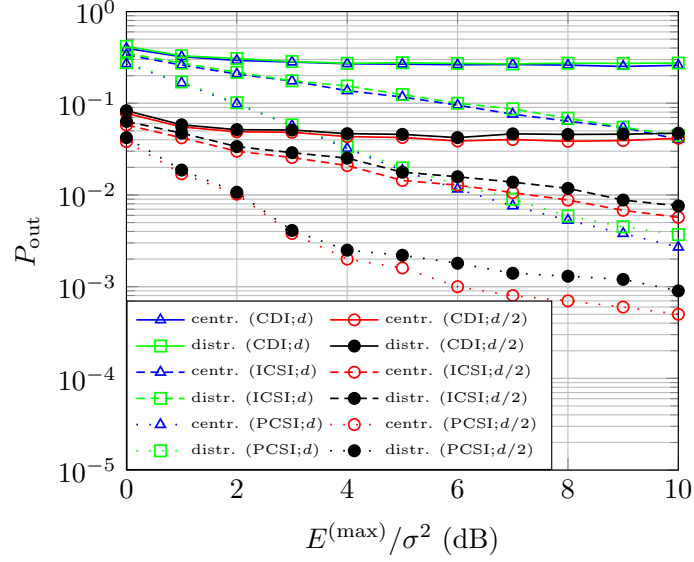 10^0
10^{-1}
10^{-2}
10^{-3}
10^{-4}
10^{-5}
P_out
centr. (CDI;d) centr. (CDI;d/2)
distr. (CDI;d) distr. (CDI;d/2)
centr. (ICSI;d) centr. (ICSI;d/2)
distr. (ICSI;d) distr. (ICSI;d/2)
centr. (PCSI;d) centr. (PCSI;d/2)
distr. (PCSI;d) distr. (PCSI;d/2)
0 2 4 6 8 10
E^(max)/σ² (dB)